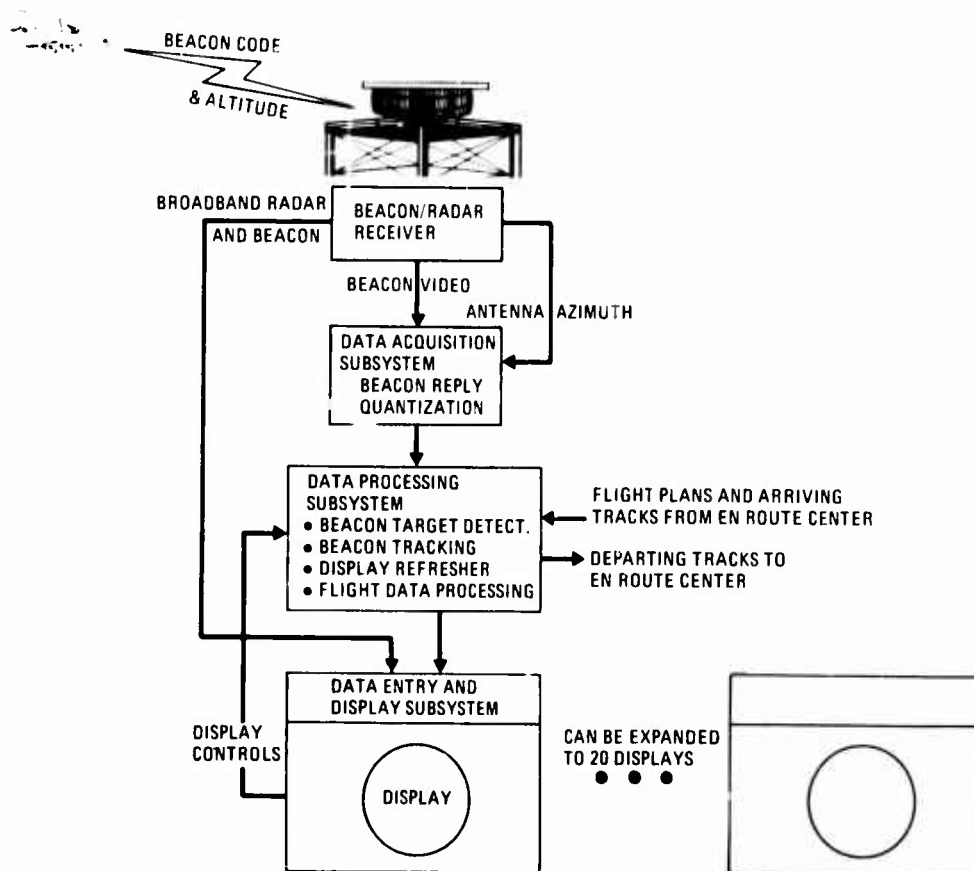 BEACON CODE
& ALTITUDE
BROADBAND RADAR
AND BEACON
BEACON/RADAR
RECEIVER
BEACON VIDEO
ANTENNA AZIMUTH
DATA ACQUISITION
SUBSYSTEM
BEACON REPLY
QUANTIZATION
DATA PROCESSING
SUBSYSTEM
• BEACON TARGET DETECT.
• BEACON TRACKING
• DISPLAY REFRESHER
• FLIGHT DATA PROCESSING
FLIGHT PLANS AND ARRIVING
TRACKS FROM EN ROUTE CENTER
DEPARTING TRACKS TO
EN ROUTE CENTER
DATA ENTRY AND
DISPLAY SUBSYSTEM
DISPLAY
CONTROLS
DISPLAY
CAN BE EXPANDED
TO 20 DISPLAYS
● ● ●